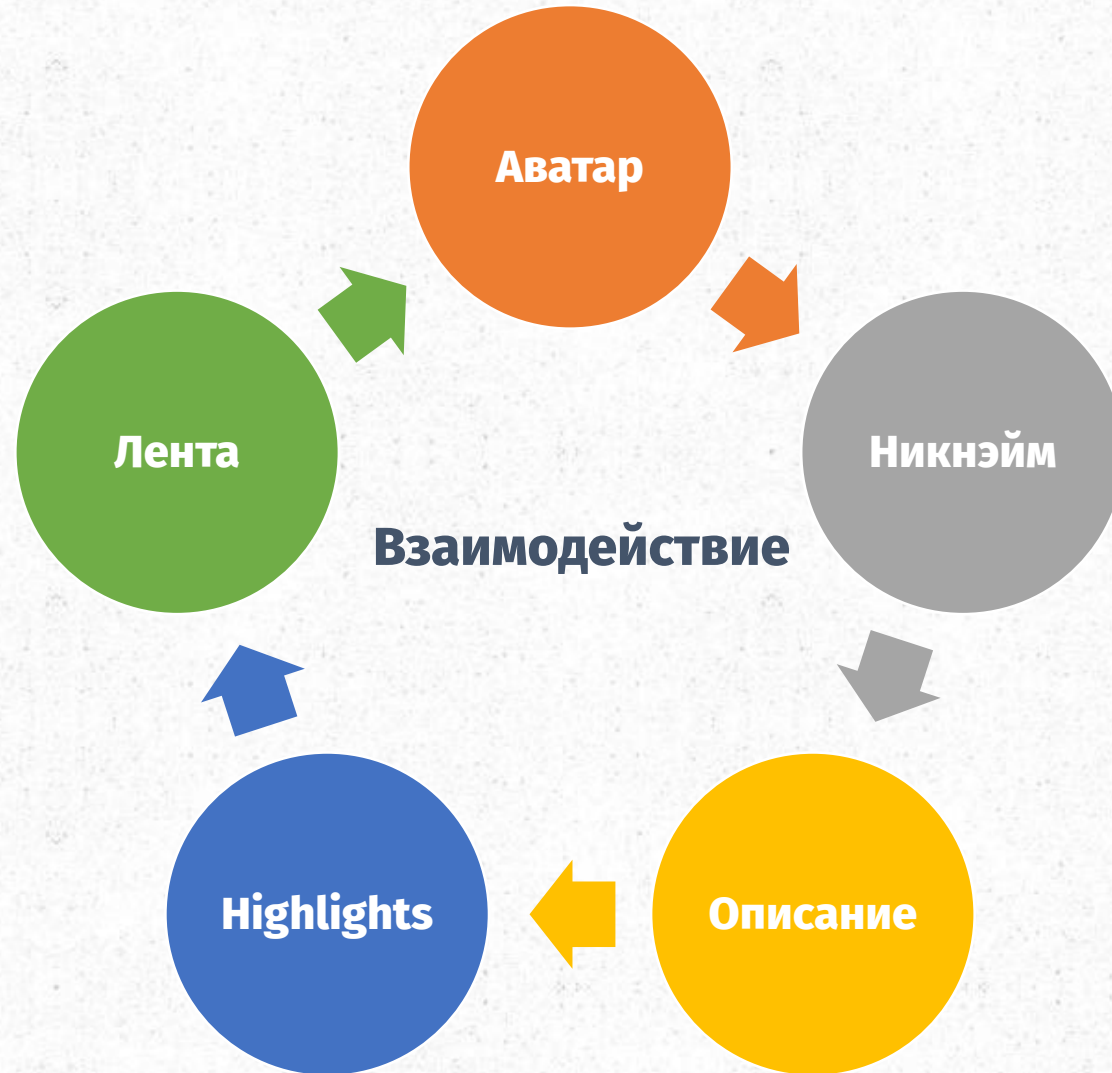 Аватар
Никнэйм
Описание
Highlights
Лента
Взаимодействие